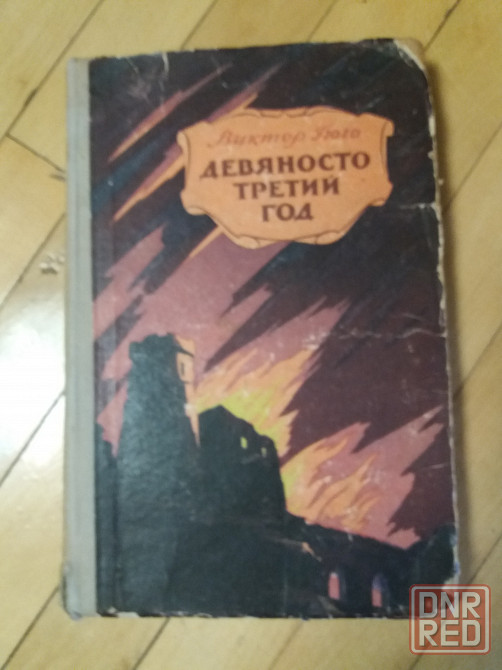 Виктор Гюго
ДЕВЯНОСТО
ТРЕТИЙ
ГОД
DNR
RED